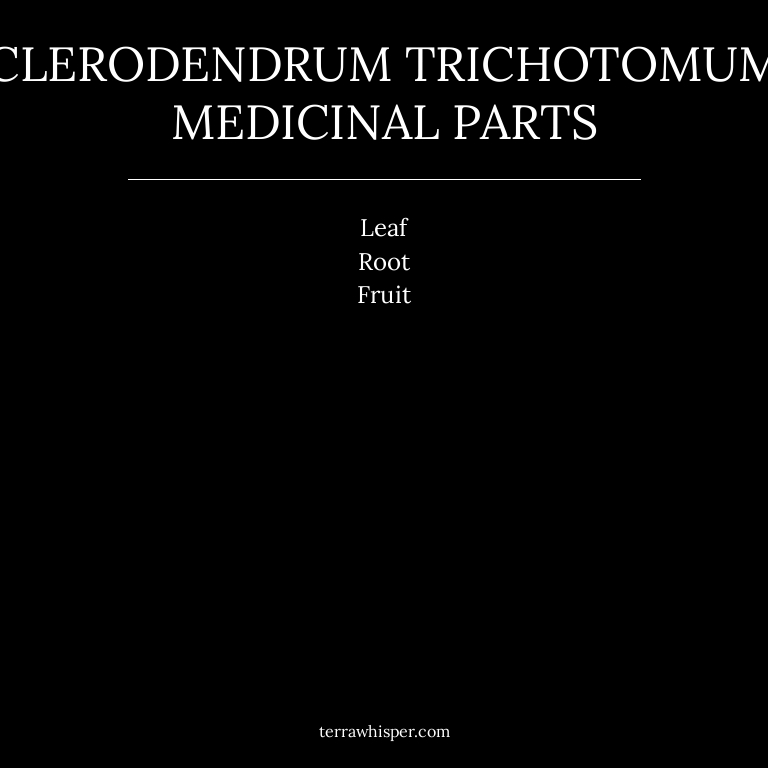 CLERODENDRUM TRICHOTOMUM
MEDICINAL PARTS
Leaf
Root
Fruit
terrawhisper.com